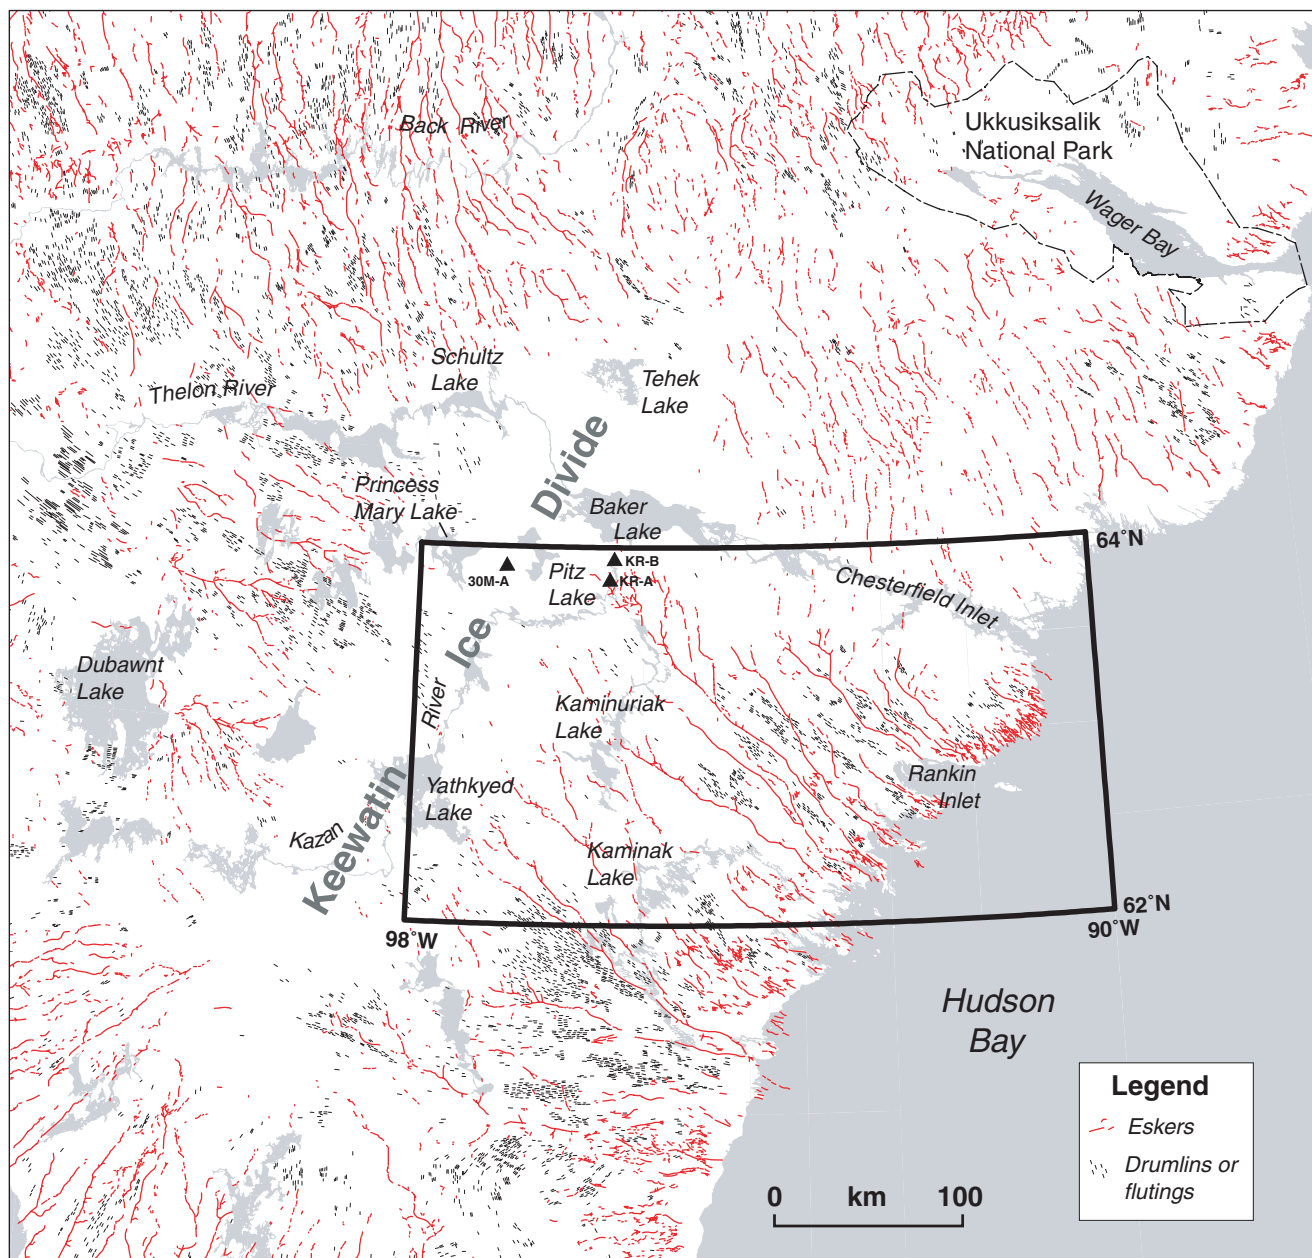 Back River
Ukkusiksalik
National Park
Wager Bay
Schultz
Lake
Tehek
Lake
Thelon River
Divide
Princess
Mary Lake
Baker
Lake
64°N
30M-A
Pitz
Lake
KR-B
KR-A
Chesterfield Inlet
Ice
Dubawnt
Lake
River
Kaminuriak
Lake
Rankin
Inlet
Yathkyed
Lake
Keewatin
Kazan
Kaminak
Lake
98°W
62°N
90°W
Hudson
Bay
Legend
Eskers
Drumlins or
flutings
0 km 100